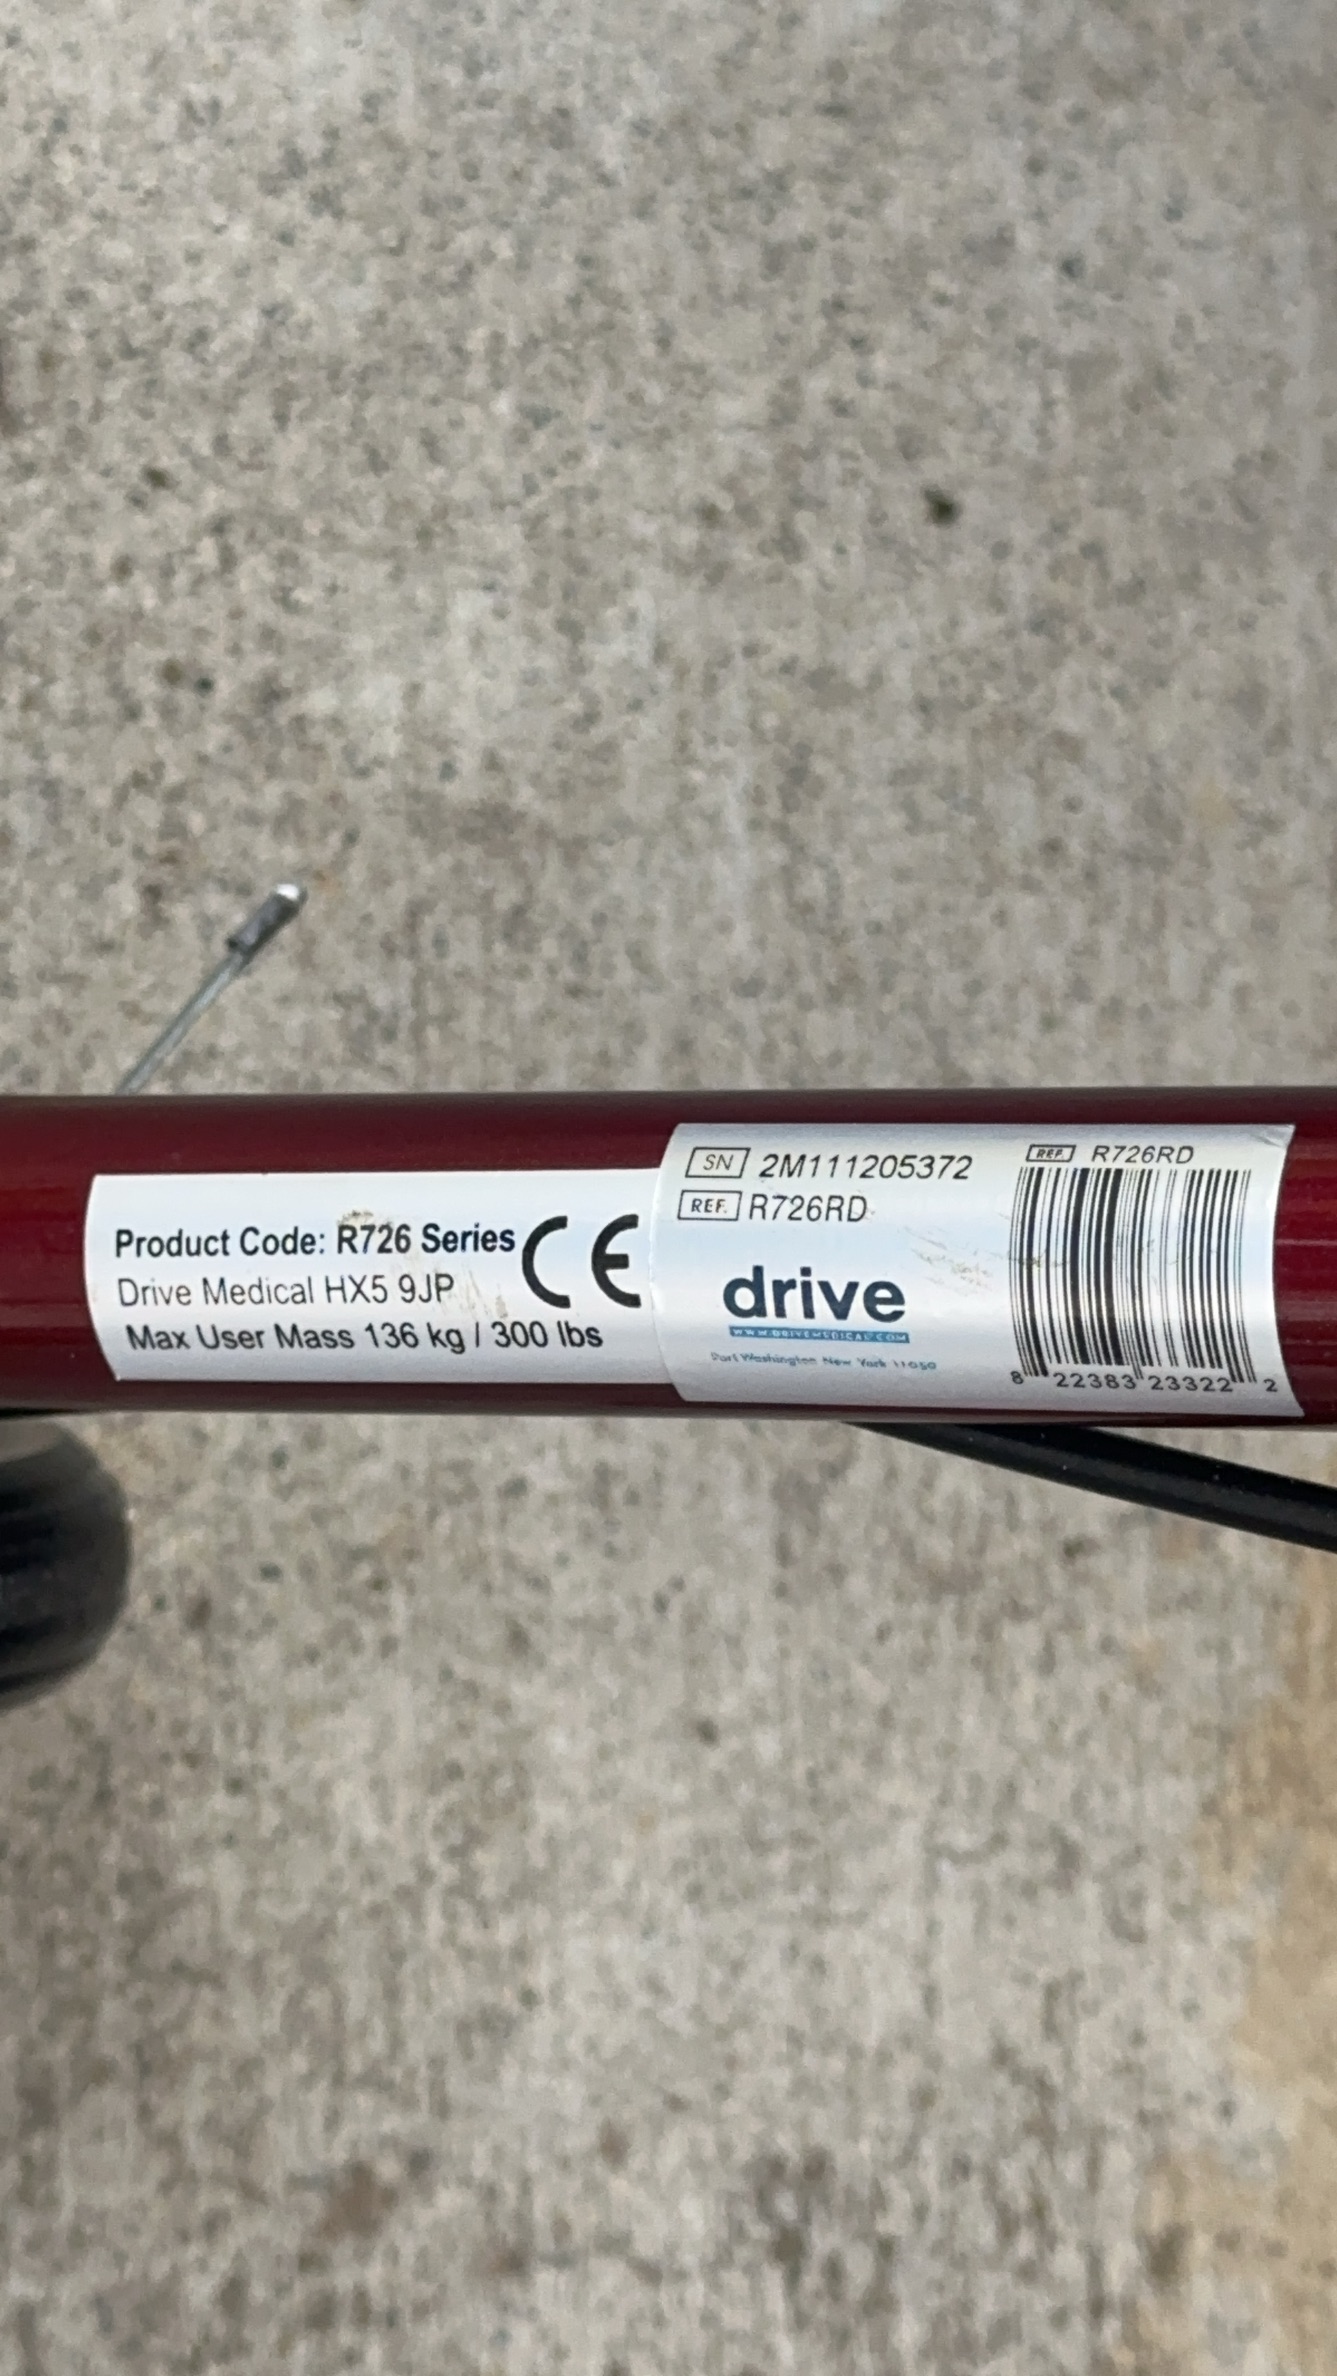 Product Code: R726 Series
Drive Medical HX5 9JP
Max User Mass 136 kg / 300 lbs
CE
SN 2M111205372
REF. R726RD
drive
WWW.DRIVEMEDICAL.COM
Port Washington New York 11050
REF. R726RD
8 22383 23322 2